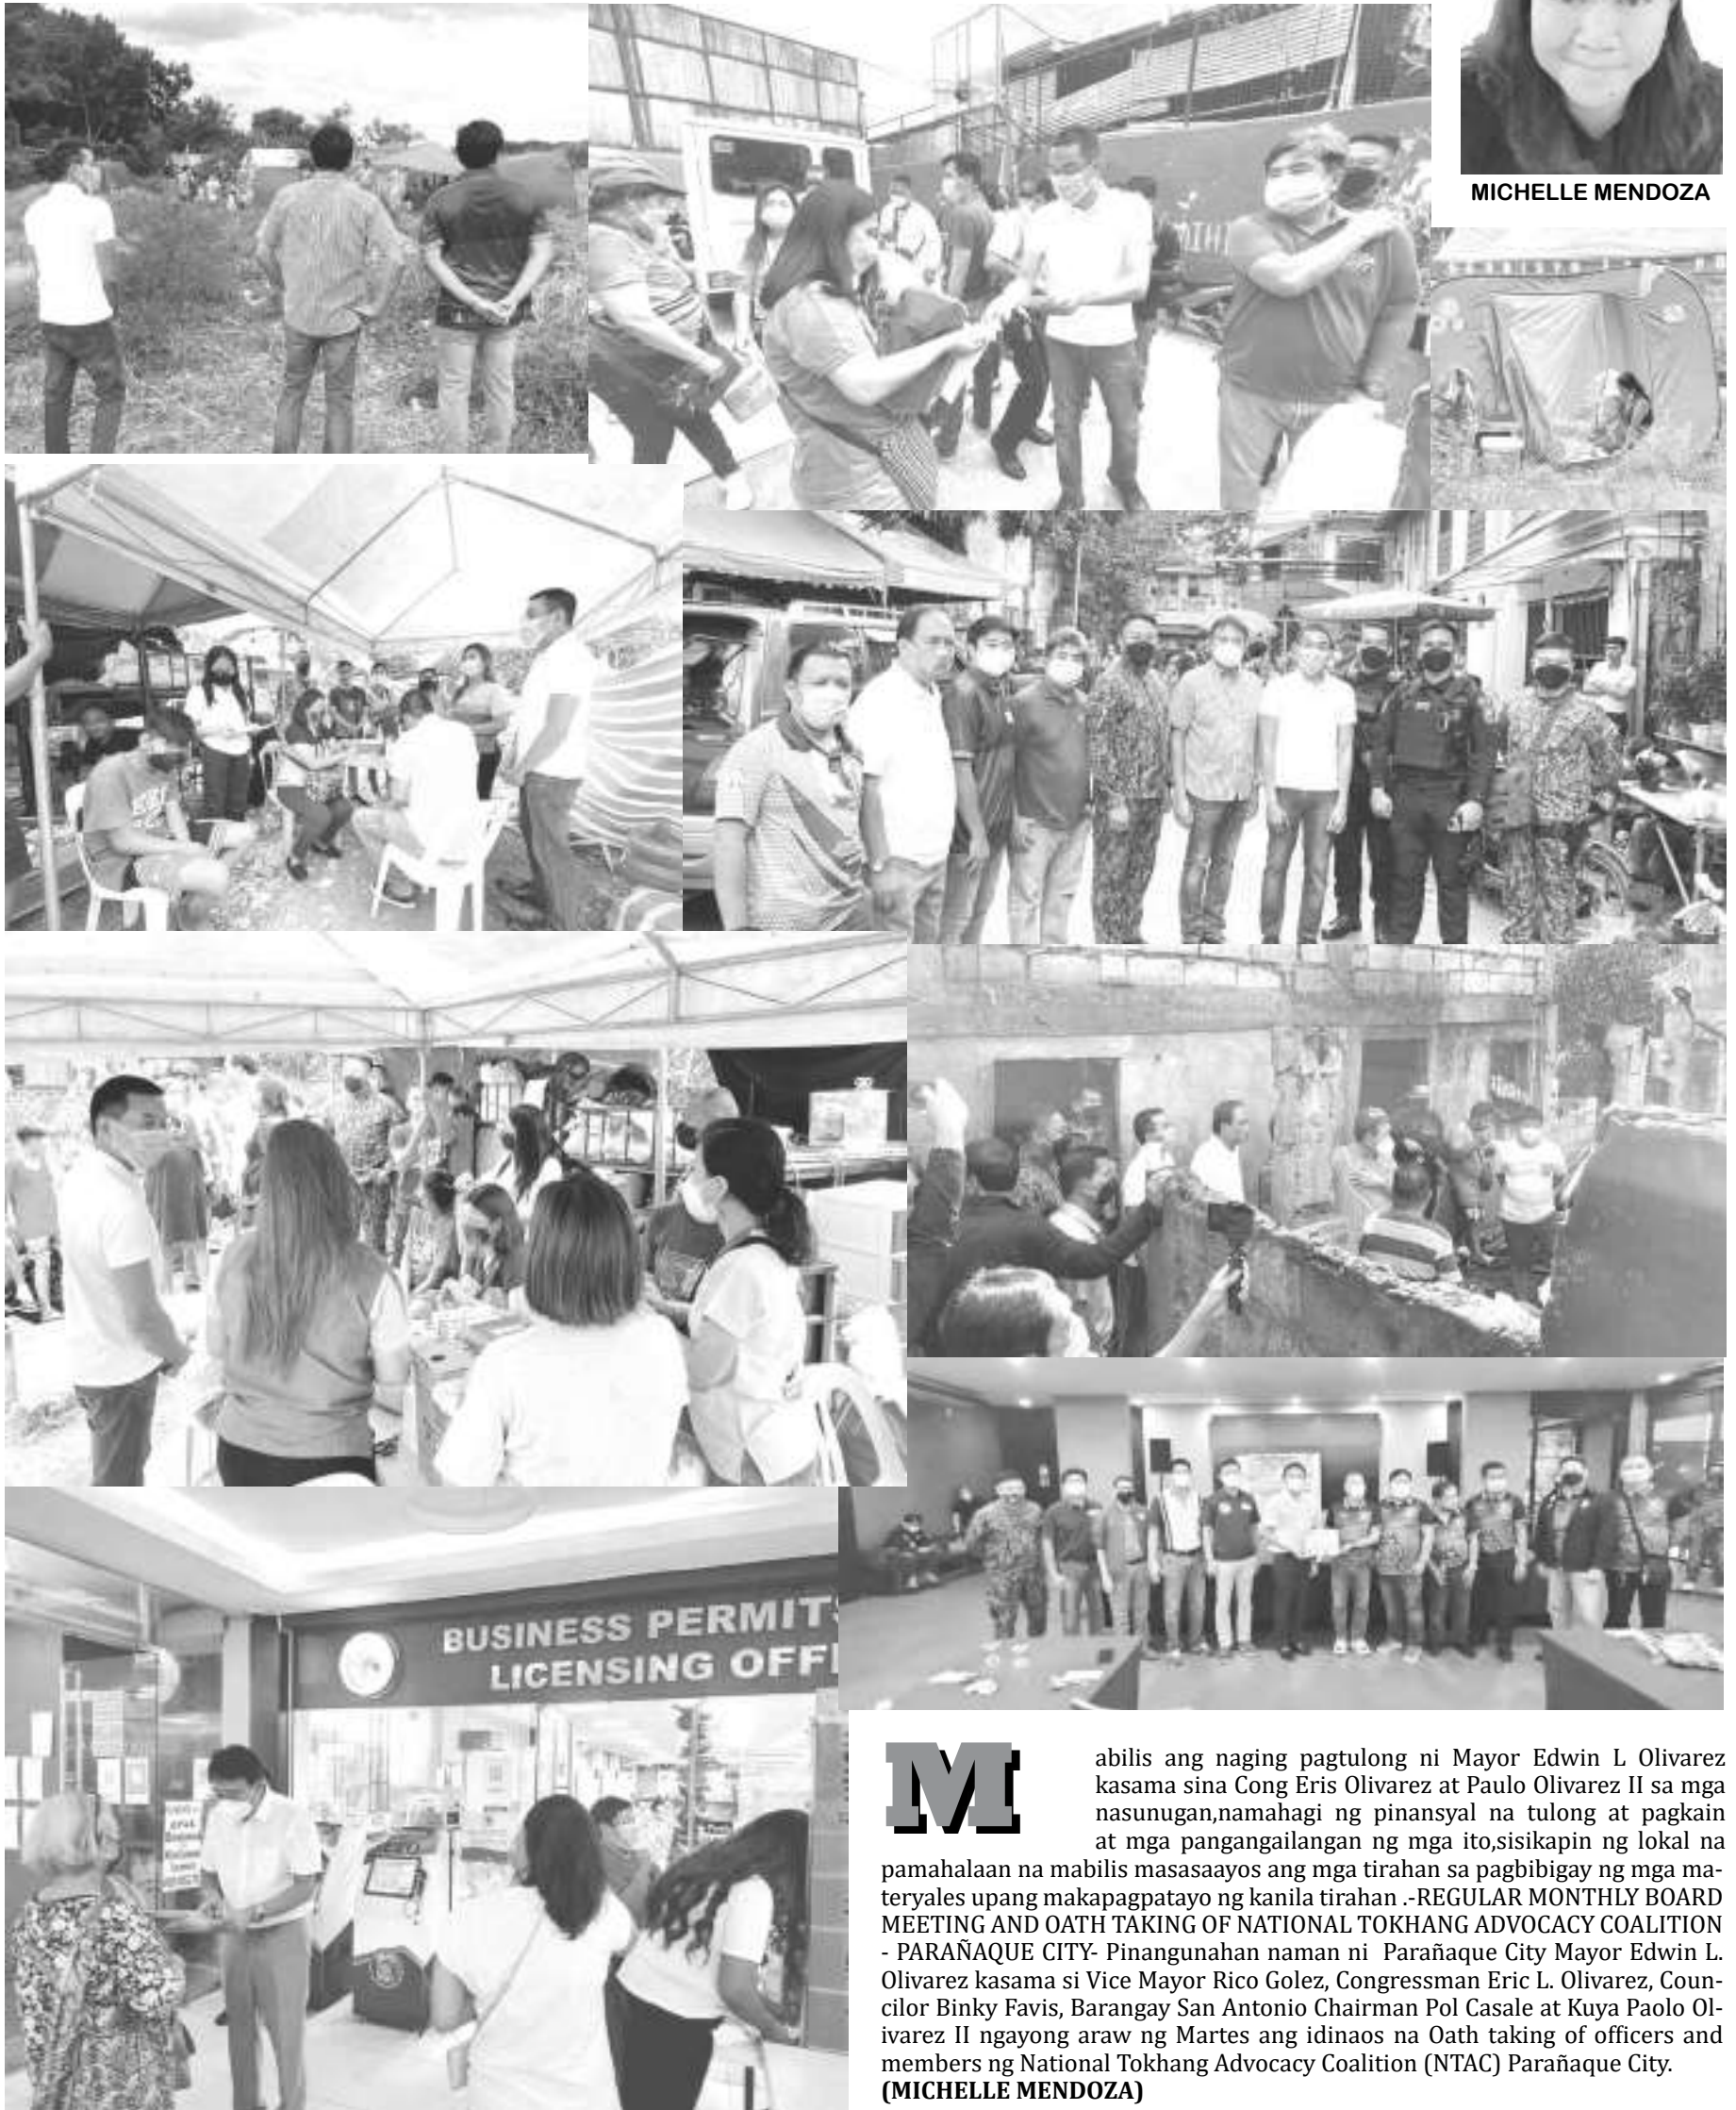 MICHELLE MENDOZA
BUSINESS PERMIT
LICENSING OFF
Mabilis ang naging pagtulong ni Mayor Edwin L Olivarez
kasama sina Cong Eris Olivarez at Paulo Olivarez II sa mga
nasunugan,namahagi ng pinansyal na tulong at pagkain
at mga pangangailangan ng mga ito,sisikapin ng lokal na
pamahalaan na mabilis masasaayos ang mga tirahan sa pagbibigay ng mga ma-
teryales upang makapagpatayo ng kanila tirahan .-REGULAR MONTHLY BOARD
MEETING AND OATH TAKING OF NATIONAL TOKHANG ADVOCACY COALITION
- PARAÑAQUE CITY- Pinangunahan naman ni Parañaque City Mayor Edwin L.
Olivarez kasama si Vice Mayor Rico Golez, Congressman Eric L. Olivarez, Coun-
cilor Binky Favis, Barangay San Antonio Chairman Pol Casale at Kuya Paolo Ol-
ivarez II ngayong araw ng Martes ang idinaos na Oath taking of officers and
members ng National Tokhang Advocacy Coalition (NTAC) Parañaque City.
(MICHELLE MENDOZA)